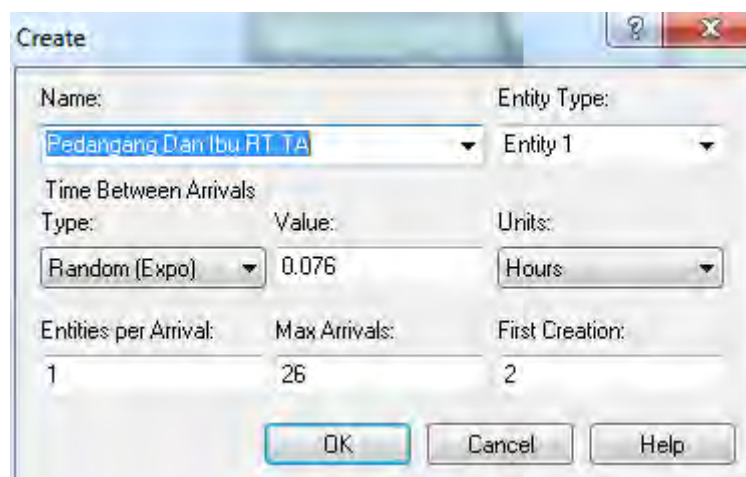 Create
Name:
Entity Type:
Pedangang Dan Ibu RT TA
Entity 1
Time Between Arrivals
Type:
Value:
Units:
Random (Expo)
0.076
Hours
Entities per Arrival:
Max Arrivals:
First Creation:
1
26
2
OK
Cancel
Help